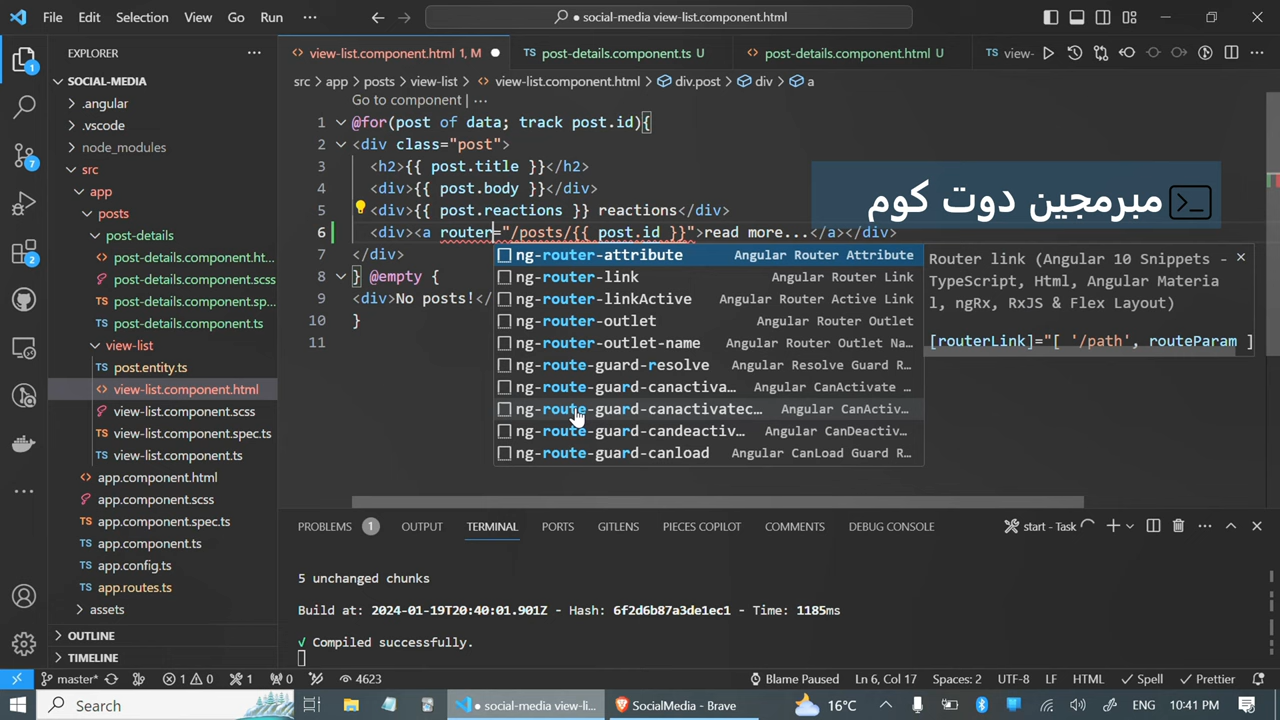 File Edit Selection View Go Run ··· ● social-media view-list.component.html
EXPLORER ···
SOCIAL-MEDIA
.angular
.vscode
node_modules
src
app
posts
post-details
post-details.component.ht...
post-details.component.scss
post-details.component.sp...
post-details.component.ts
view-list
post.entity.ts
view-list.component.html
view-list.component.scss
view-list.component.spec.ts
view-list.component.ts
app.component.html
app.component.scss
app.component.spec.ts
app.component.ts
app.config.ts
app.routes.ts
assets
OUTLINE
TIMELINE
view-list.component.html 1, M ● post-details.component.ts U post-details.component.html U view-
src > app > posts > view-list > view-list.component.html > div.post > div > a
Go to component | ···
1 @for(post of data; track post.id){
2 <div class="post">
3 <h2>{{ post.title }}</h2>
4 <div>{{ post.body }}</div>
5 <div>{{ post.reactions }} reactions</div>
6 <div><a router="/posts/{{ post.id }}">read more...</a></div>
7 </div>
8 } @empty {
9 <div>No posts!</
10 }
11
مبرمجين دوت كوم
ng-router-attribute Angular Router Attribute
ng-router-link Angular Router Link
ng-router-linkActive Angular Router Active Link
ng-router-outlet Angular Router Outlet
ng-router-outlet-name Angular Router Outlet Na...
ng-route-guard-resolve Angular Resolve Guard R...
ng-route-guard-canactiva... Angular CanActivate ...
ng-route-guard-canactivatec... Angular CanActiv...
ng-route-guard-candeactiv... Angular CanDeactiv...
ng-route-guard-canload Angular CanLoad Guard R...
Router link (Angular 10 Snippets -
TypeScript, Html, Angular Materia
l, ngRx, RxJS & Flex Layout)
[routerLink]="[ '/path', routeParam ]
PROBLEMS 1 OUTPUT TERMINAL PORTS GITLENS PIECES COPILOT COMMENTS DEBUG CONSOLE start - Task
5 unchanged chunks
Build at: 2024-01-19T20:40:01.901Z - Hash: 6f2d6b87a3de1ec1 - Time: 1185ms
√ Compiled successfully.
master* 1 0 1 0 4623 Blame Paused Ln 6, Col 17 Spaces: 2 UTF-8 LF HTML Spell Prettier
Search ● social-media view-li... SocialMedia - Brave 16°C ENG 10:41 PM